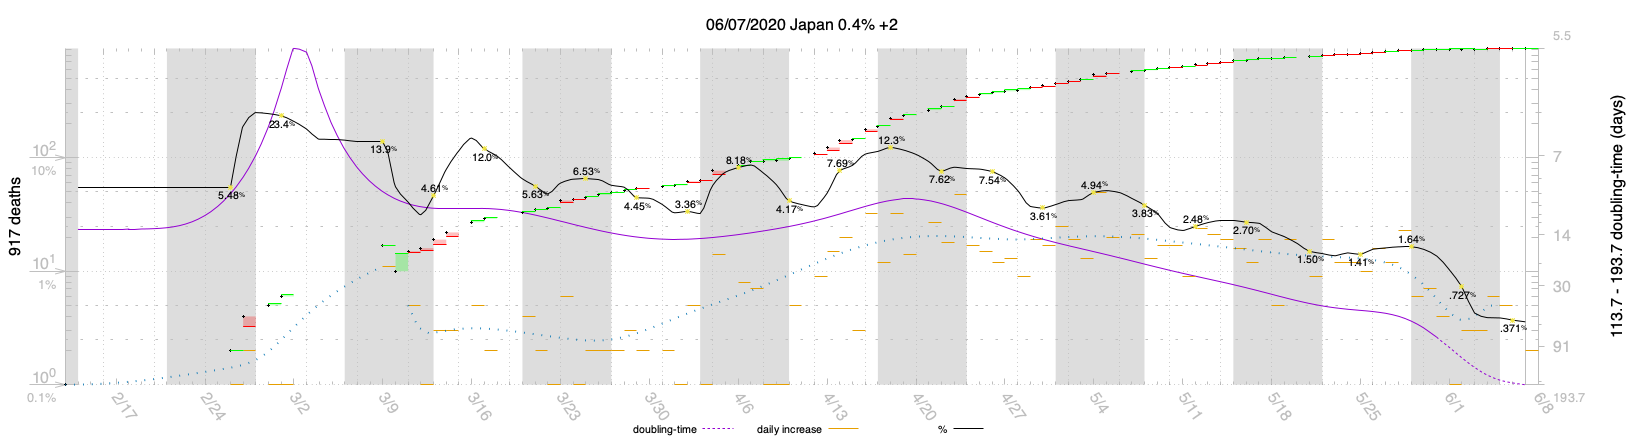 06/07/2020 Japan 0.4% +2
917 deaths
10² 10%
10¹ 1%
10⁰ 0.1%
5.48% 23.4% 13.9% 4.61% 12.0% 5.63% 6.53% 4.45% 3.36% 8.18% 4.17% 7.69% 12.3% 7.62% 7.54% 3.61% 4.94% 3.83% 2.48% 2.70% 1.50% 1.41% 1.64% .727% .371%
5.5
7
14
30
91
193.7
113.7 - 193.7 doubling-time (days)
2/17 2/24 3/2 3/9 3/16 3/23 3/30 4/6 4/13 4/20 4/27 5/4 5/11 5/18 5/25 6/1 6/8
doubling-time daily increase %